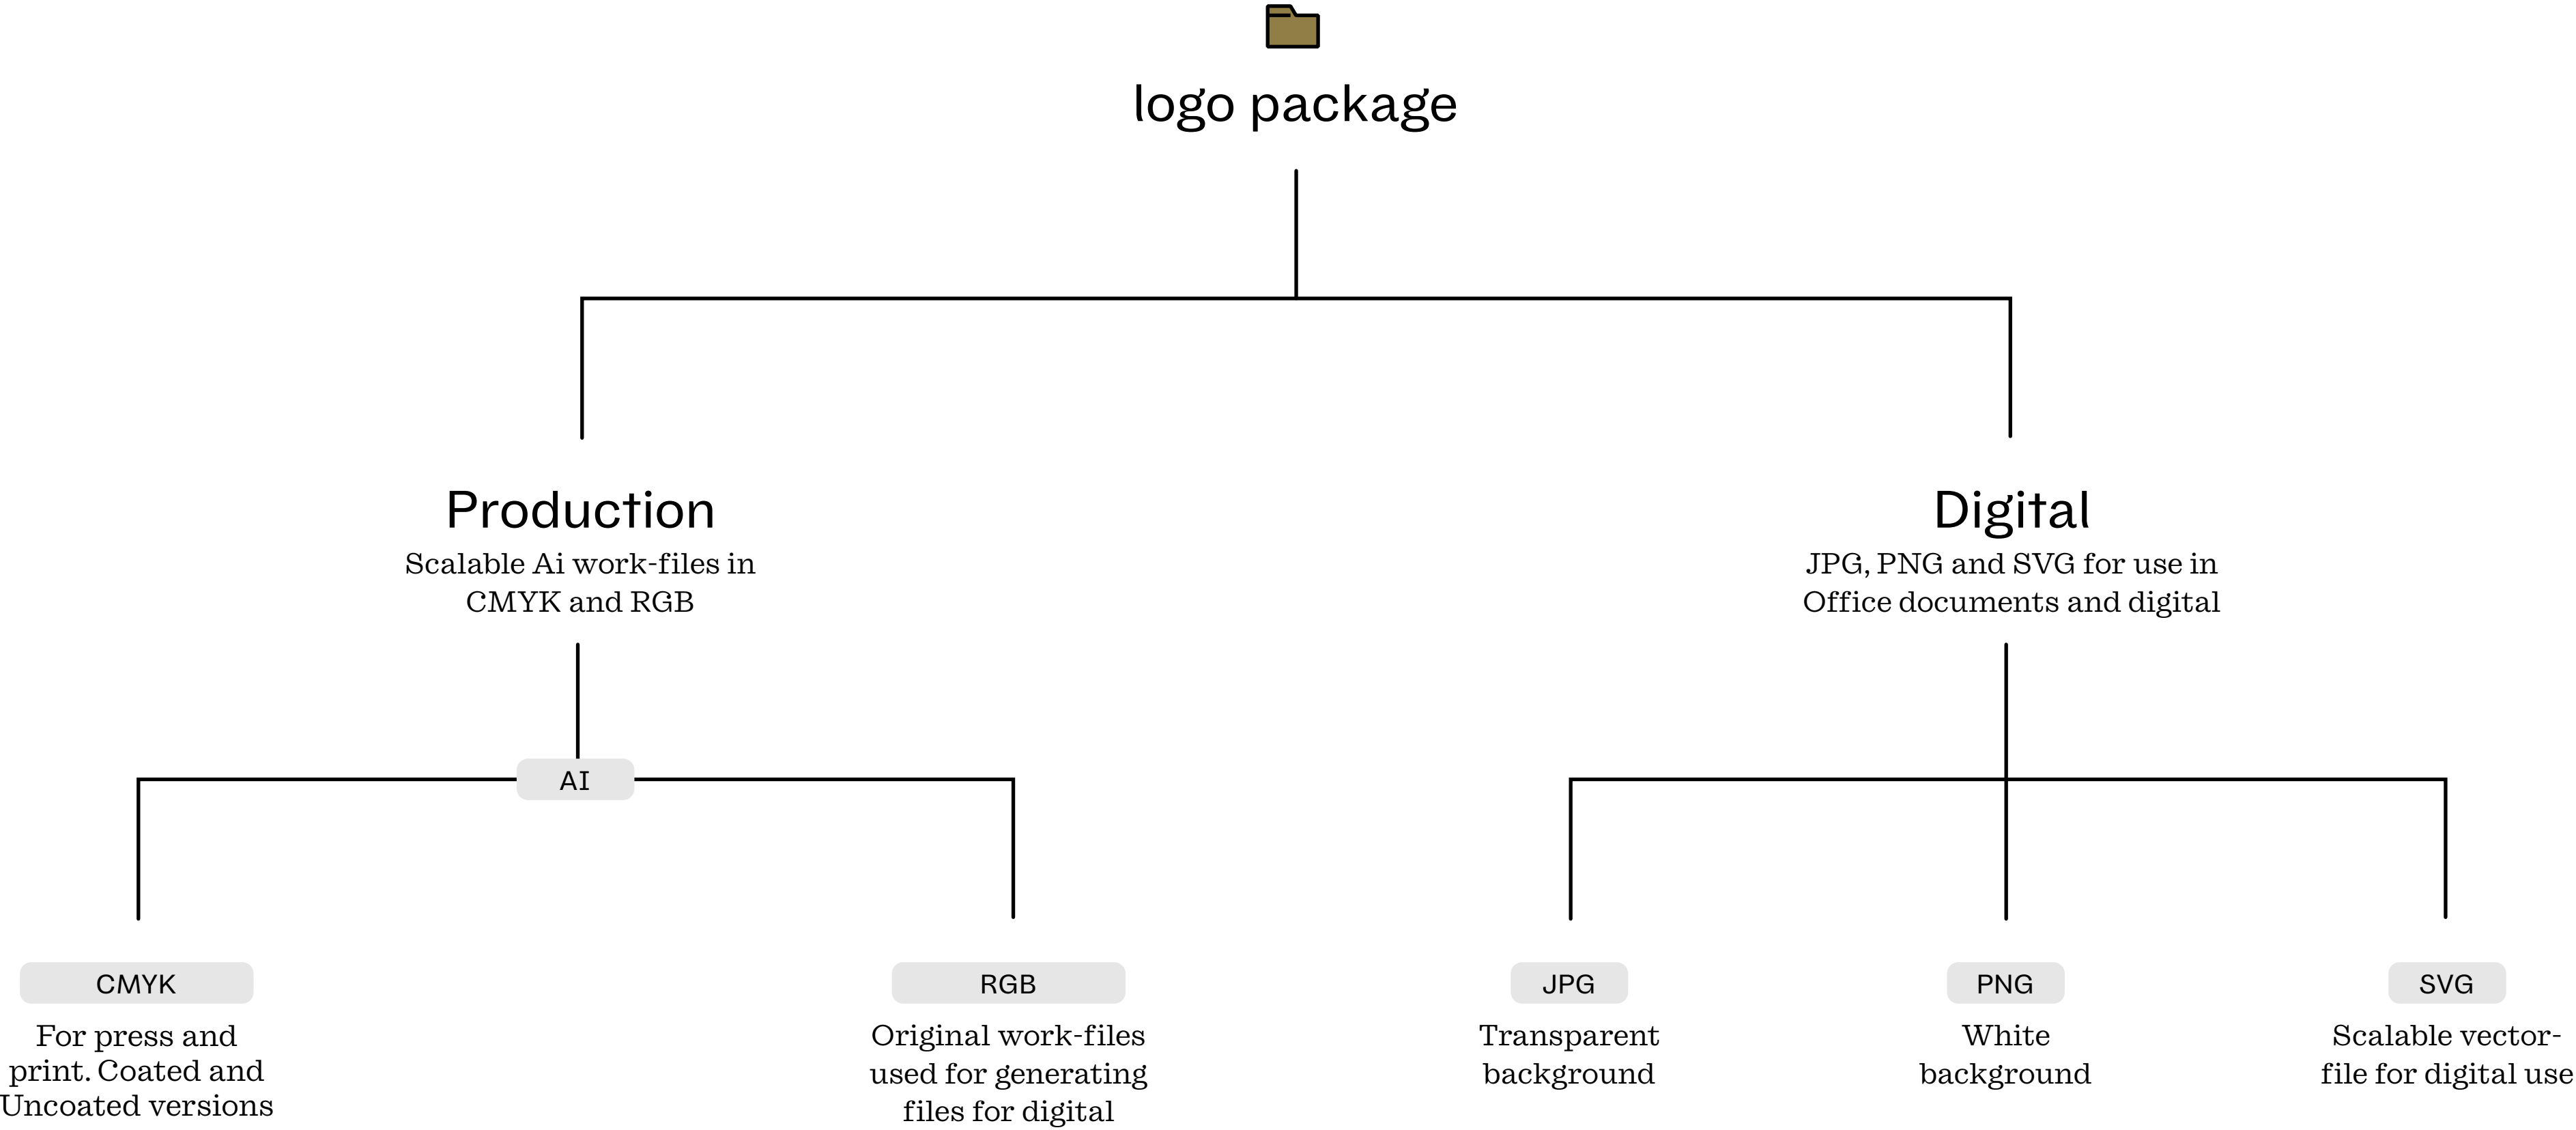 logo package
Production
Scalable Ai work-files in
CMYK and RGB
Digital
JPG, PNG and SVG for use in
Office documents and digital
AI
CMYK
For press and
print. Coated and
Uncoated versions
RGB
Original work-files
used for generating
files for digital
JPG
Transparent
background
PNG
White
background
SVG
Scalable vector-
file for digital use